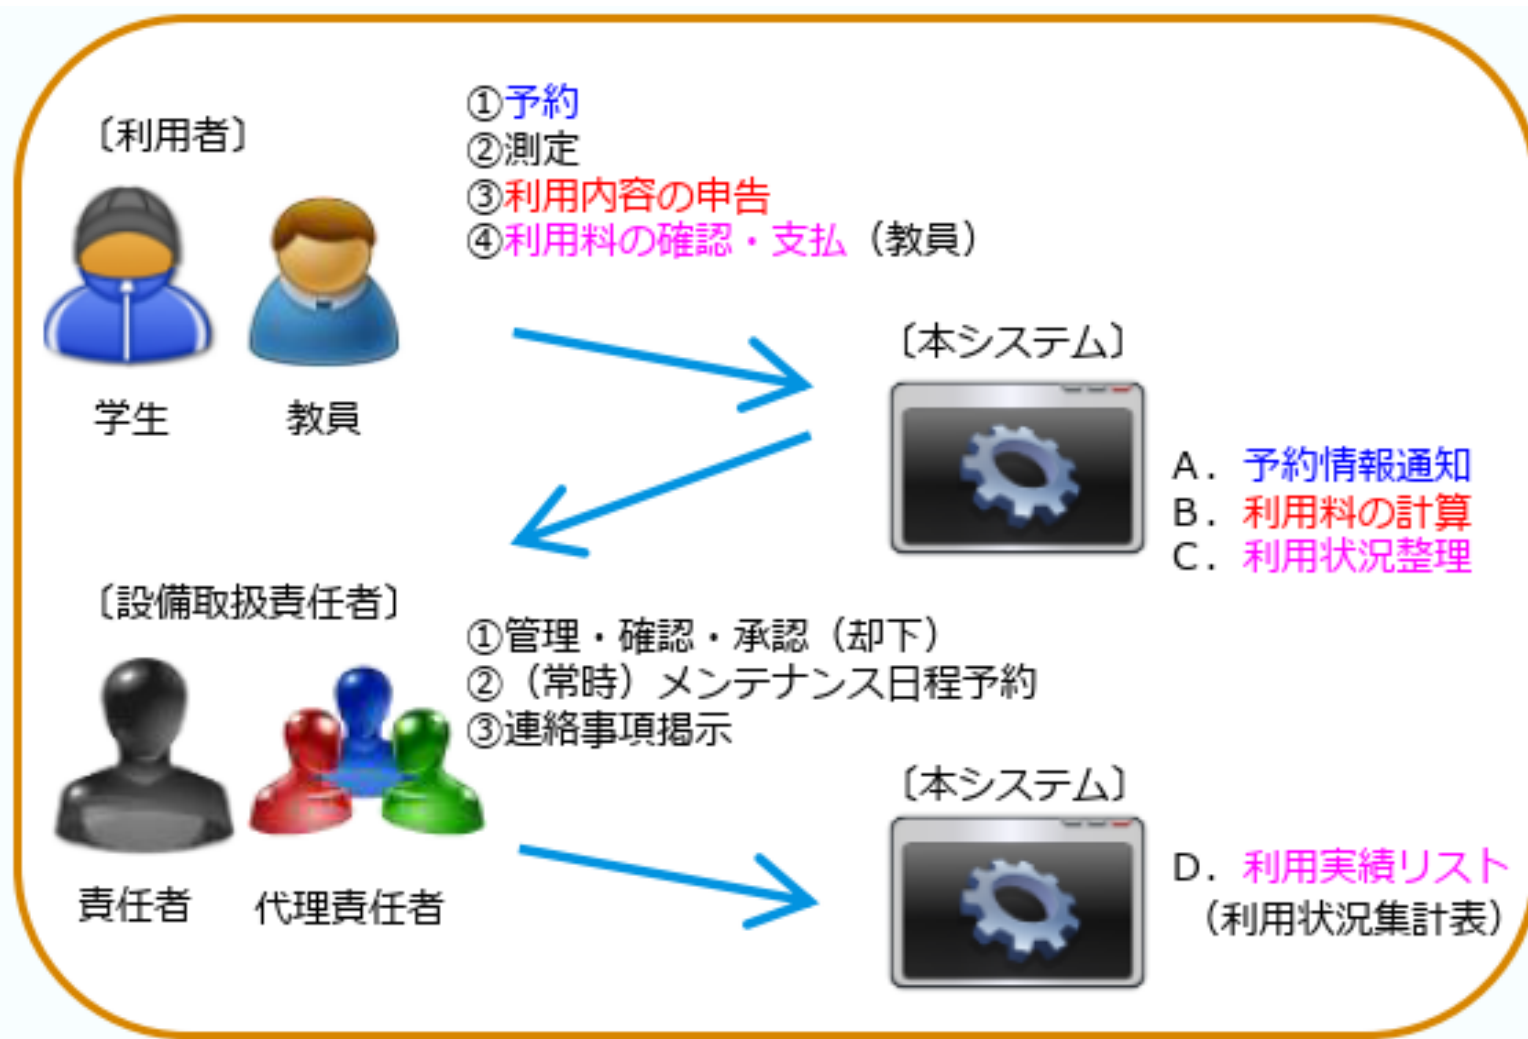 〔利用者〕
①予約
②測定
③利用内容の申告
④利用料の確認・支払（教員）
学生
教員
〔本システム〕
A．予約情報通知
B．利用料の計算
C．利用状況整理
〔設備取扱責任者〕
①管理・確認・承認（却下）
②（常時）メンテナンス日程予約
③連絡事項掲示
責任者
代理責任者
〔本システム〕
D．利用実績リスト
（利用状況集計表）